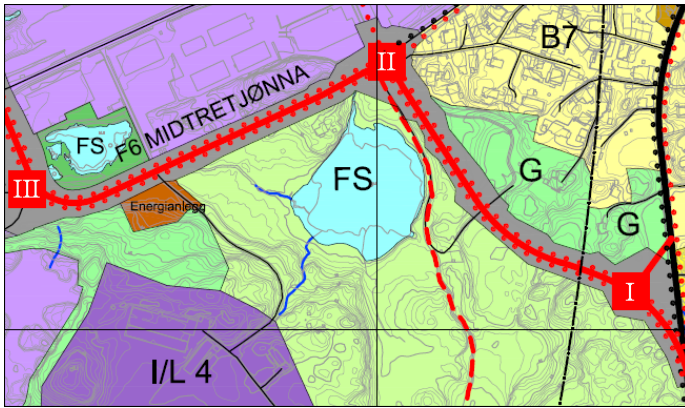 B7
II
FS
F6 MIDTRETJØNNA
FS
G
III
Energianlegg
G
I
I/L 4